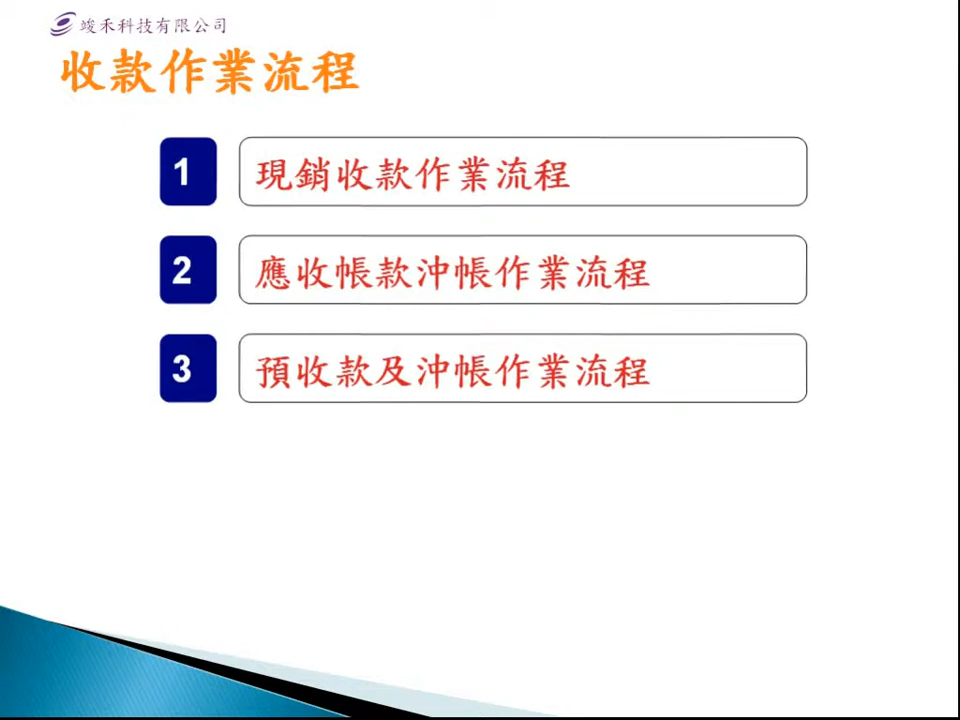 竣禾科技有限公司
收款作業流程
1 現銷收款作業流程
2 應收帳款沖帳作業流程
3 預收款及沖帳作業流程